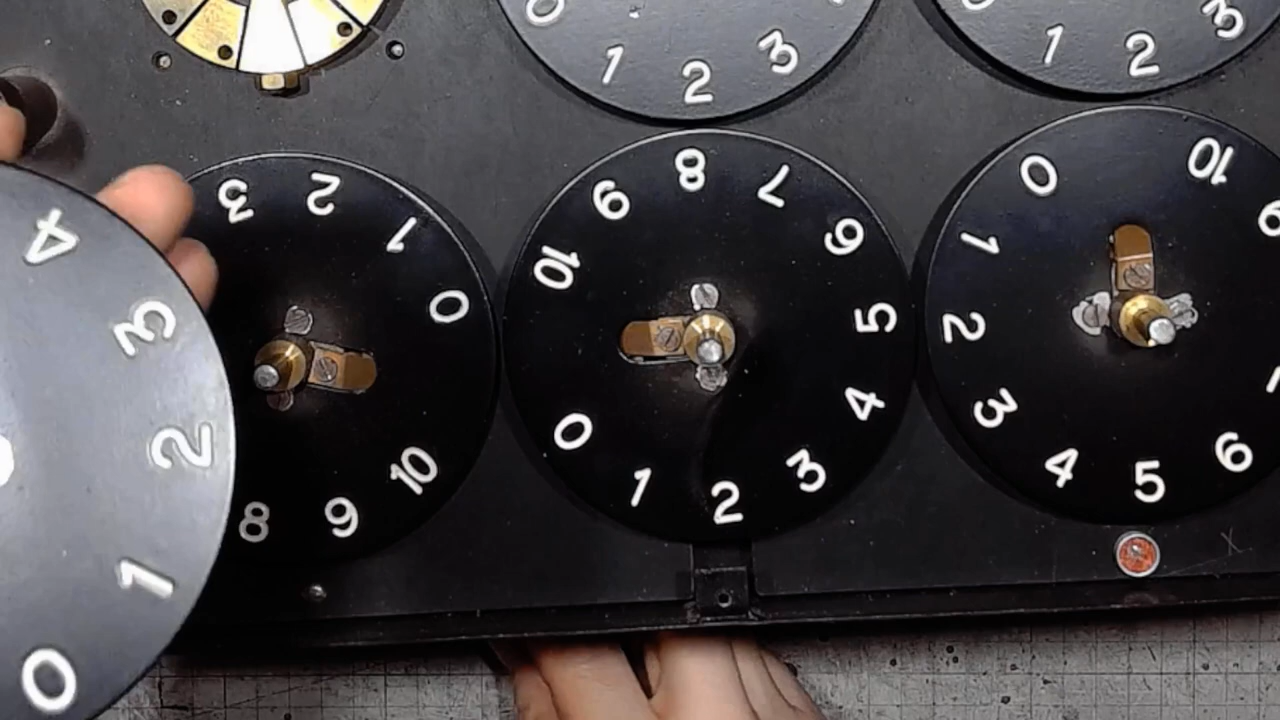 0 1 2 3
1 2 3
4 3 2 1 0
3 2 1 0 10 9 8
8 7 6 5 4 3 2 1 0 10 9
0 1 2 3 4 5 6 10